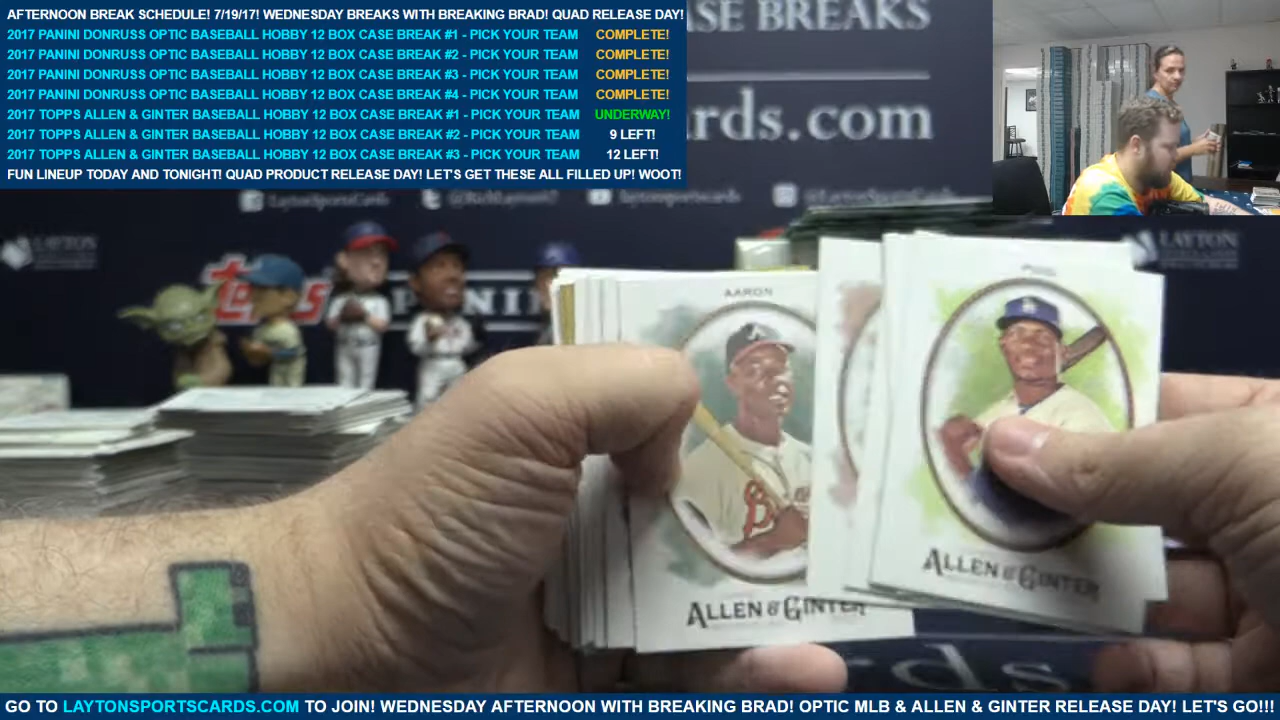 AFTERNOON BREAK SCHEDULE! 7/19/17! WEDNESDAY BREAKS WITH BREAKING BRAD! QUAD RELEASE DAY!
2017 PANINI DONRUSS OPTIC BASEBALL HOBBY 12 BOX CASE BREAK #1 - PICK YOUR TEAM COMPLETE!
2017 PANINI DONRUSS OPTIC BASEBALL HOBBY 12 BOX CASE BREAK #2 - PICK YOUR TEAM COMPLETE!
2017 PANINI DONRUSS OPTIC BASEBALL HOBBY 12 BOX CASE BREAK #3 - PICK YOUR TEAM COMPLETE!
2017 PANINI DONRUSS OPTIC BASEBALL HOBBY 12 BOX CASE BREAK #4 - PICK YOUR TEAM COMPLETE!
2017 TOPPS ALLEN & GINTER BASEBALL HOBBY 12 BOX CASE BREAK #1 - PICK YOUR TEAM UNDERWAY!
2017 TOPPS ALLEN & GINTER BASEBALL HOBBY 12 BOX CASE BREAK #2 - PICK YOUR TEAM 9 LEFT!
2017 TOPPS ALLEN & GINTER BASEBALL HOBBY 12 BOX CASE BREAK #3 - PICK YOUR TEAM 12 LEFT!
FUN LINEUP TODAY AND TONIGHT! QUAD PRODUCT RELEASE DAY! LET'S GET THESE ALL FILLED UP! WOOT!
SE BREAKS
rds.com
LaytonSportsCards
laytonsportscards
LAYTON
LAYTON
topps PANINI
AARON
ALLEN & GINTER
ALLEN & GINTER
rds
GO TO LAYTONSPORTSCARDS.COM TO JOIN! WEDNESDAY AFTERNOON WITH BREAKING BRAD! OPTIC MLB & ALLEN & GINTER RELEASE DAY! LET'S GO!!!